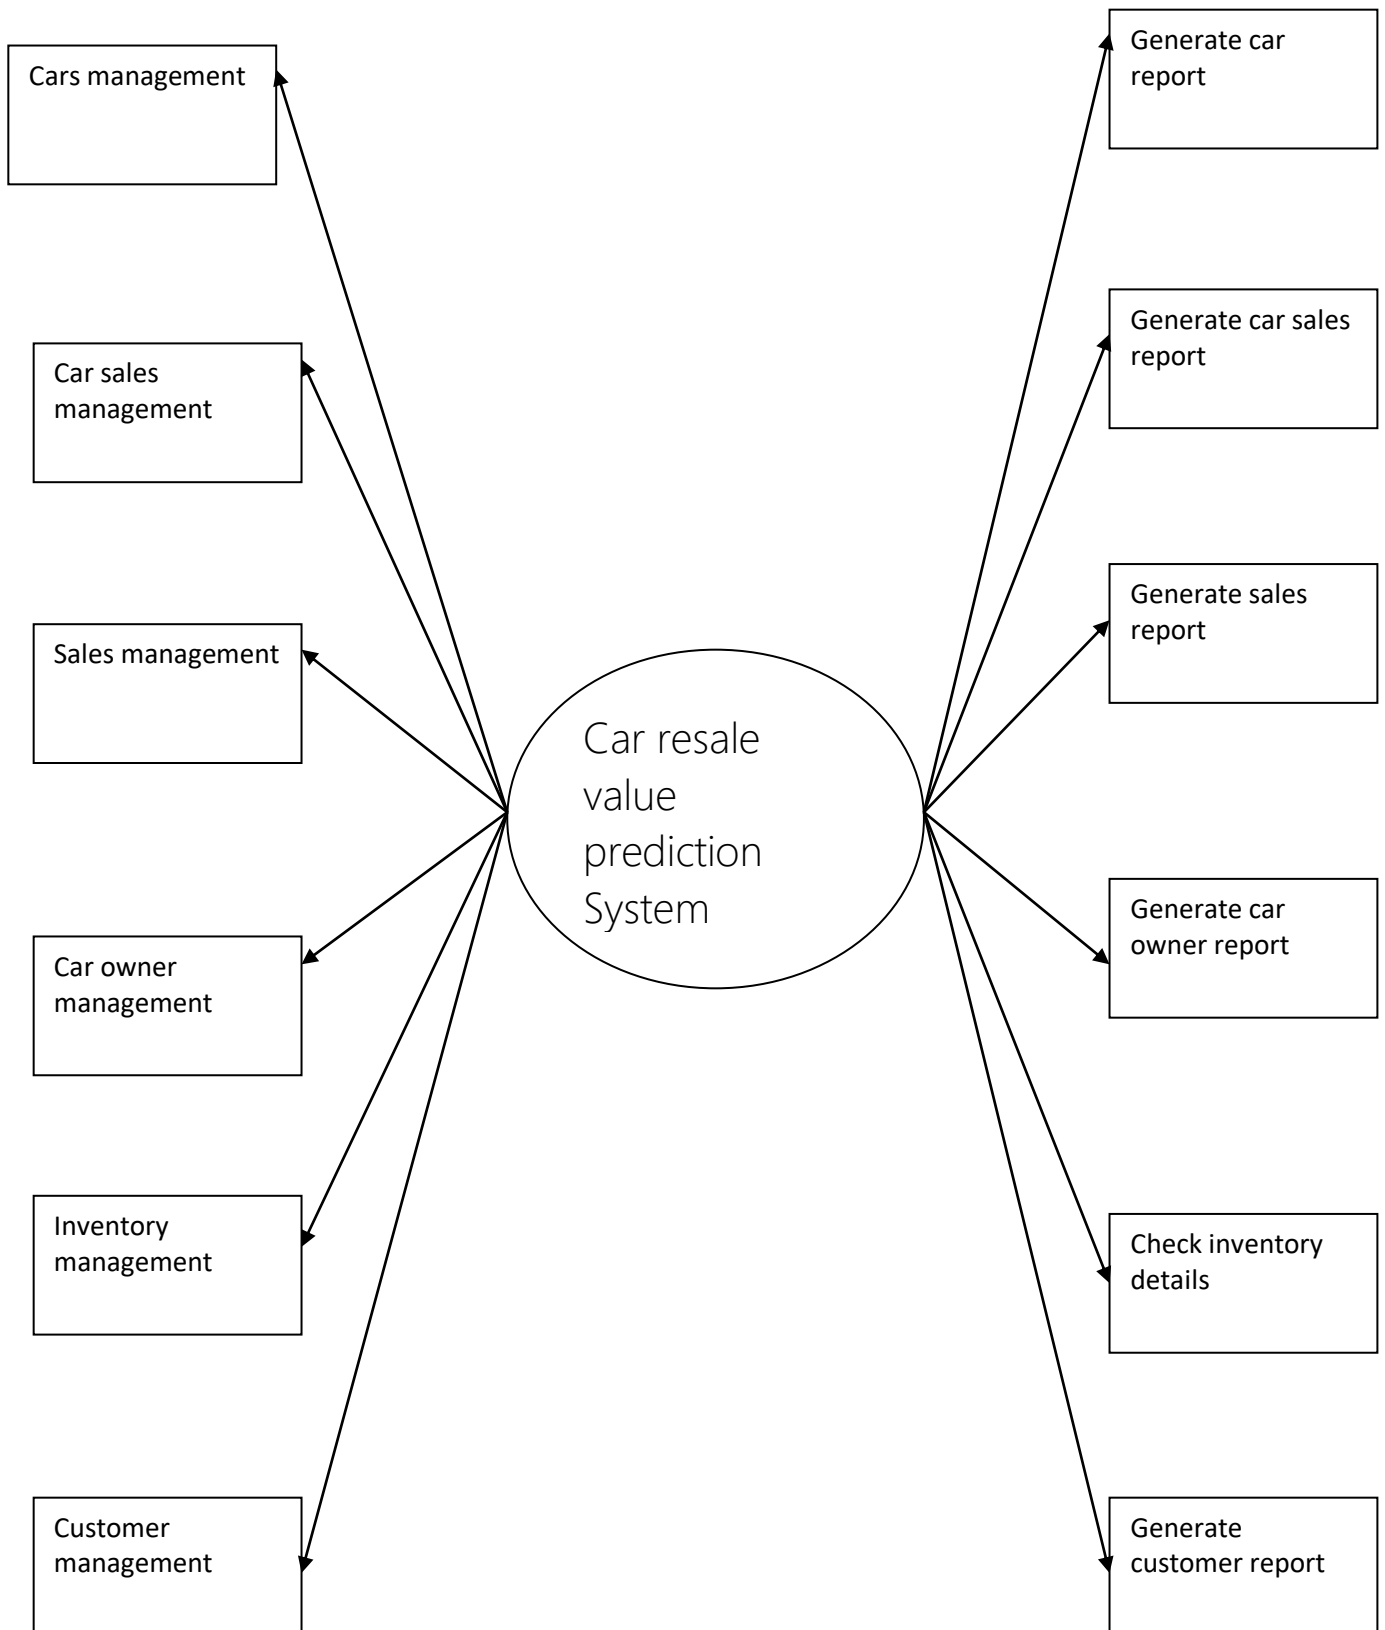 Cars management
Car sales
management
Sales management
Car owner
management
Inventory
management
Customer
management
Car resale
value
prediction
System
Generate car
report
Generate car sales
report
Generate sales
report
Generate car
owner report
Check inventory
details
Generate
customer report